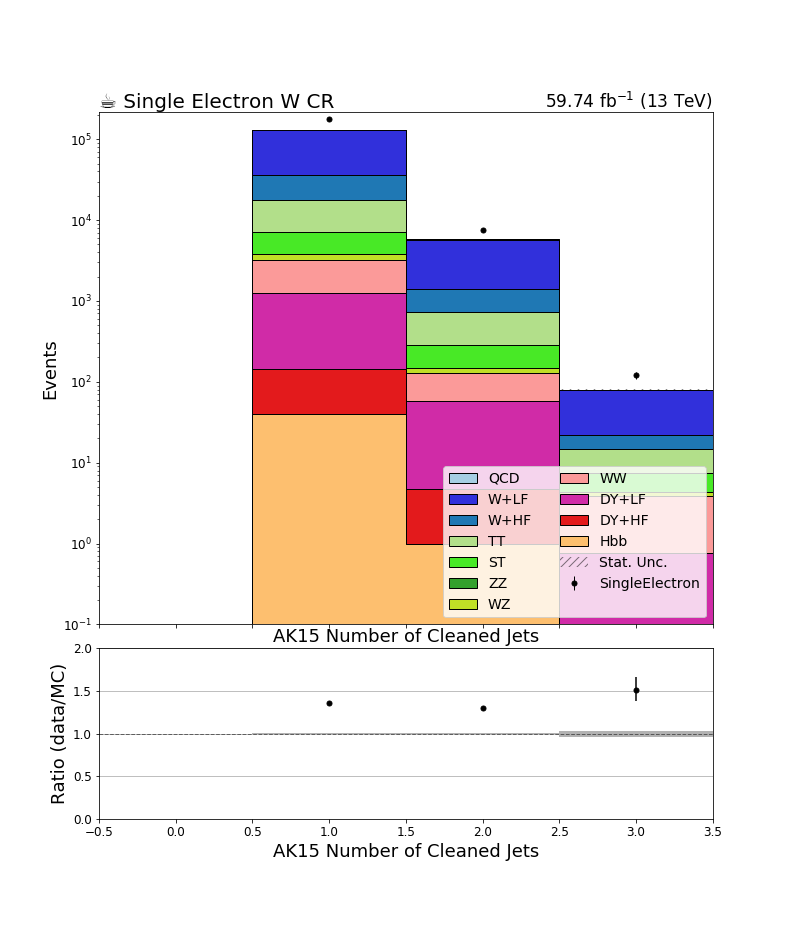 ☕ Single Electron W CR
59.74 fb⁻¹ (13 TeV)
Events
10⁵
10⁴
10³
10²
10¹
10⁰
10⁻¹
QCD
W+LF
W+HF
TT
ST
ZZ
WZ
WW
DY+LF
DY+HF
Hbb
Stat. Unc.
SingleElectron
AK15 Number of Cleaned Jets
Ratio (data/MC)
2.0
1.5
1.0
0.5
0.0
−0.5 0.0 0.5 1.0 1.5 2.0 2.5 3.0 3.5
AK15 Number of Cleaned Jets